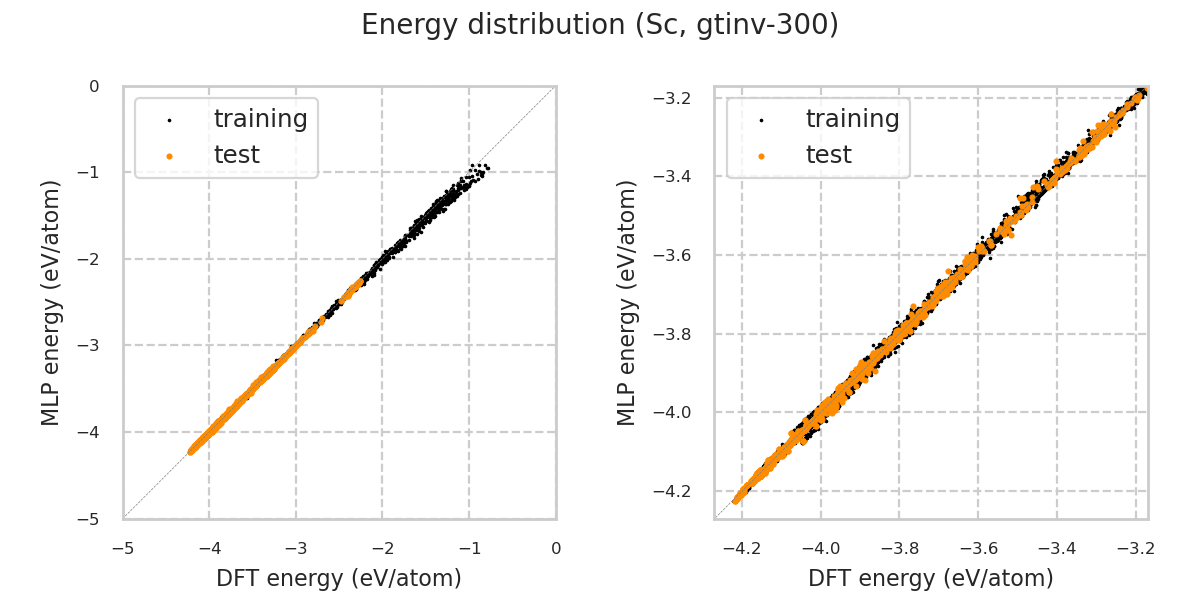 Energy distribution (Sc, gtinv-300)
MLP energy (eV/atom)
0
−1
−2
−3
−4
−5
training
test
−5 −4 −3 −2 −1 0
DFT energy (eV/atom)
MLP energy (eV/atom)
−3.2
−3.4
−3.6
−3.8
−4.0
−4.2
training
test
−4.2 −4.0 −3.8 −3.6 −3.4 −3.2
DFT energy (eV/atom)